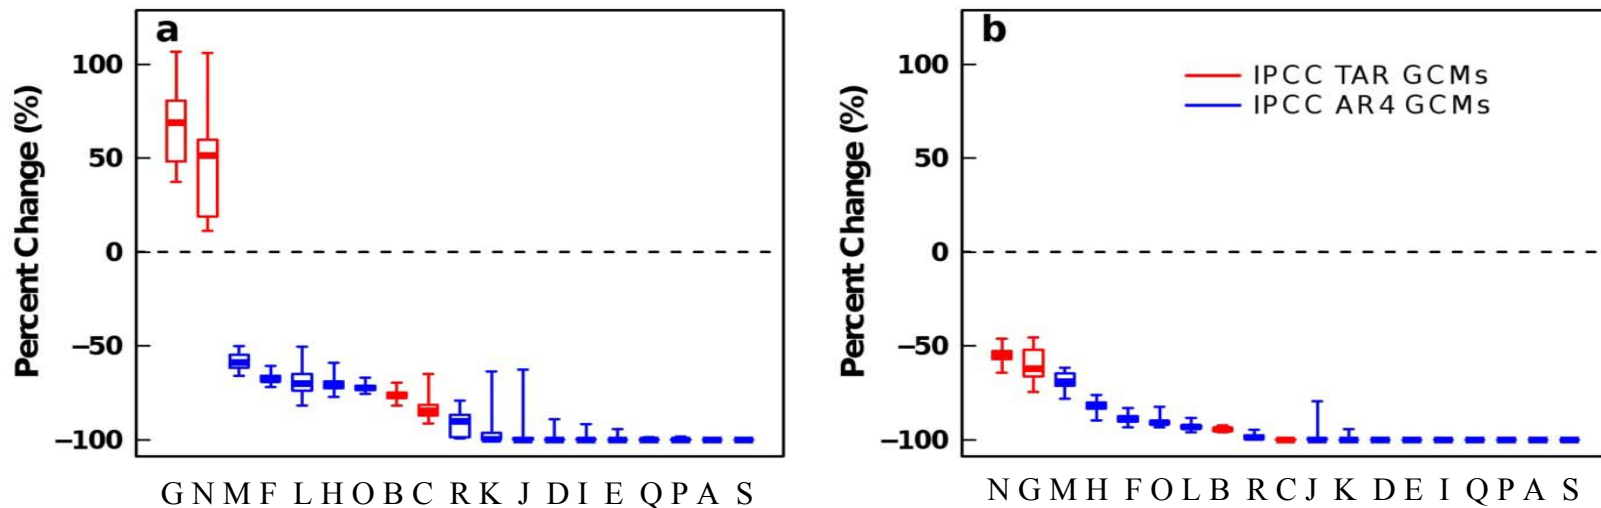 a
Percent Change (%)
100
50
0
−50
−100
G N M F L H O B C R K J D I E Q P A S
b
Percent Change (%)
100
50
0
−50
−100
IPCC TAR GCMs
IPCC AR4 GCMs
N G M H F O L B R C J K D E I Q P A S